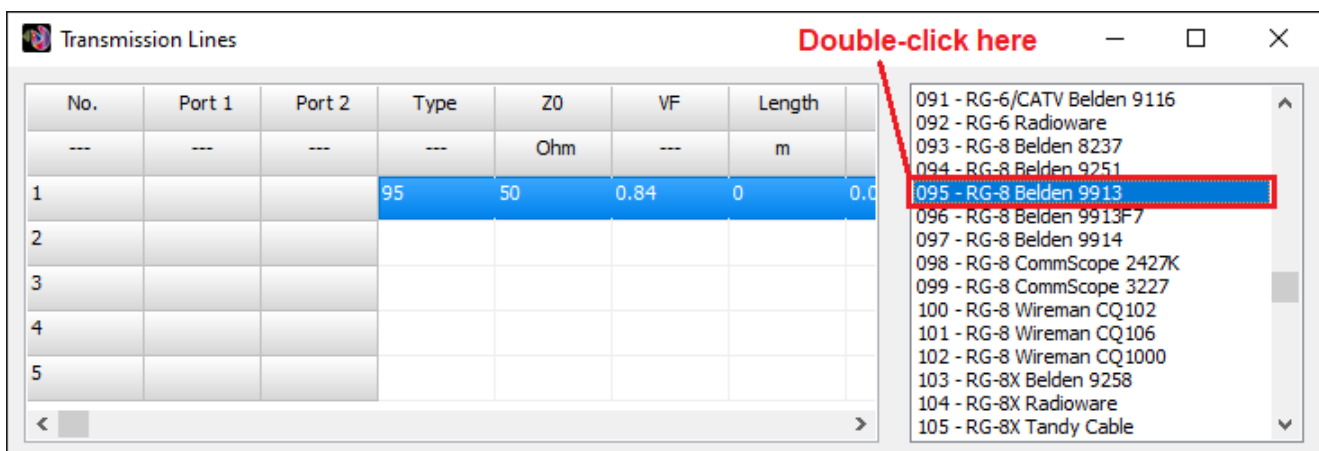 Transmission Lines
Double-click here
No. Port 1 Port 2 Type Z0 VF Length
--- --- --- --- Ohm --- m
1 95 50 0.84 0 0.0
2
3
4
5
091 - RG-6/CATV Belden 9116
092 - RG-6 Radioware
093 - RG-8 Belden 8237
094 - RG-8 Belden 9251
095 - RG-8 Belden 9913
096 - RG-8 Belden 9913F7
097 - RG-8 Belden 9914
098 - RG-8 CommScope 2427K
099 - RG-8 CommScope 3227
100 - RG-8 Wireman CQ102
101 - RG-8 Wireman CQ106
102 - RG-8 Wireman CQ1000
103 - RG-8X Belden 9258
104 - RG-8X Radioware
105 - RG-8X Tandy Cable